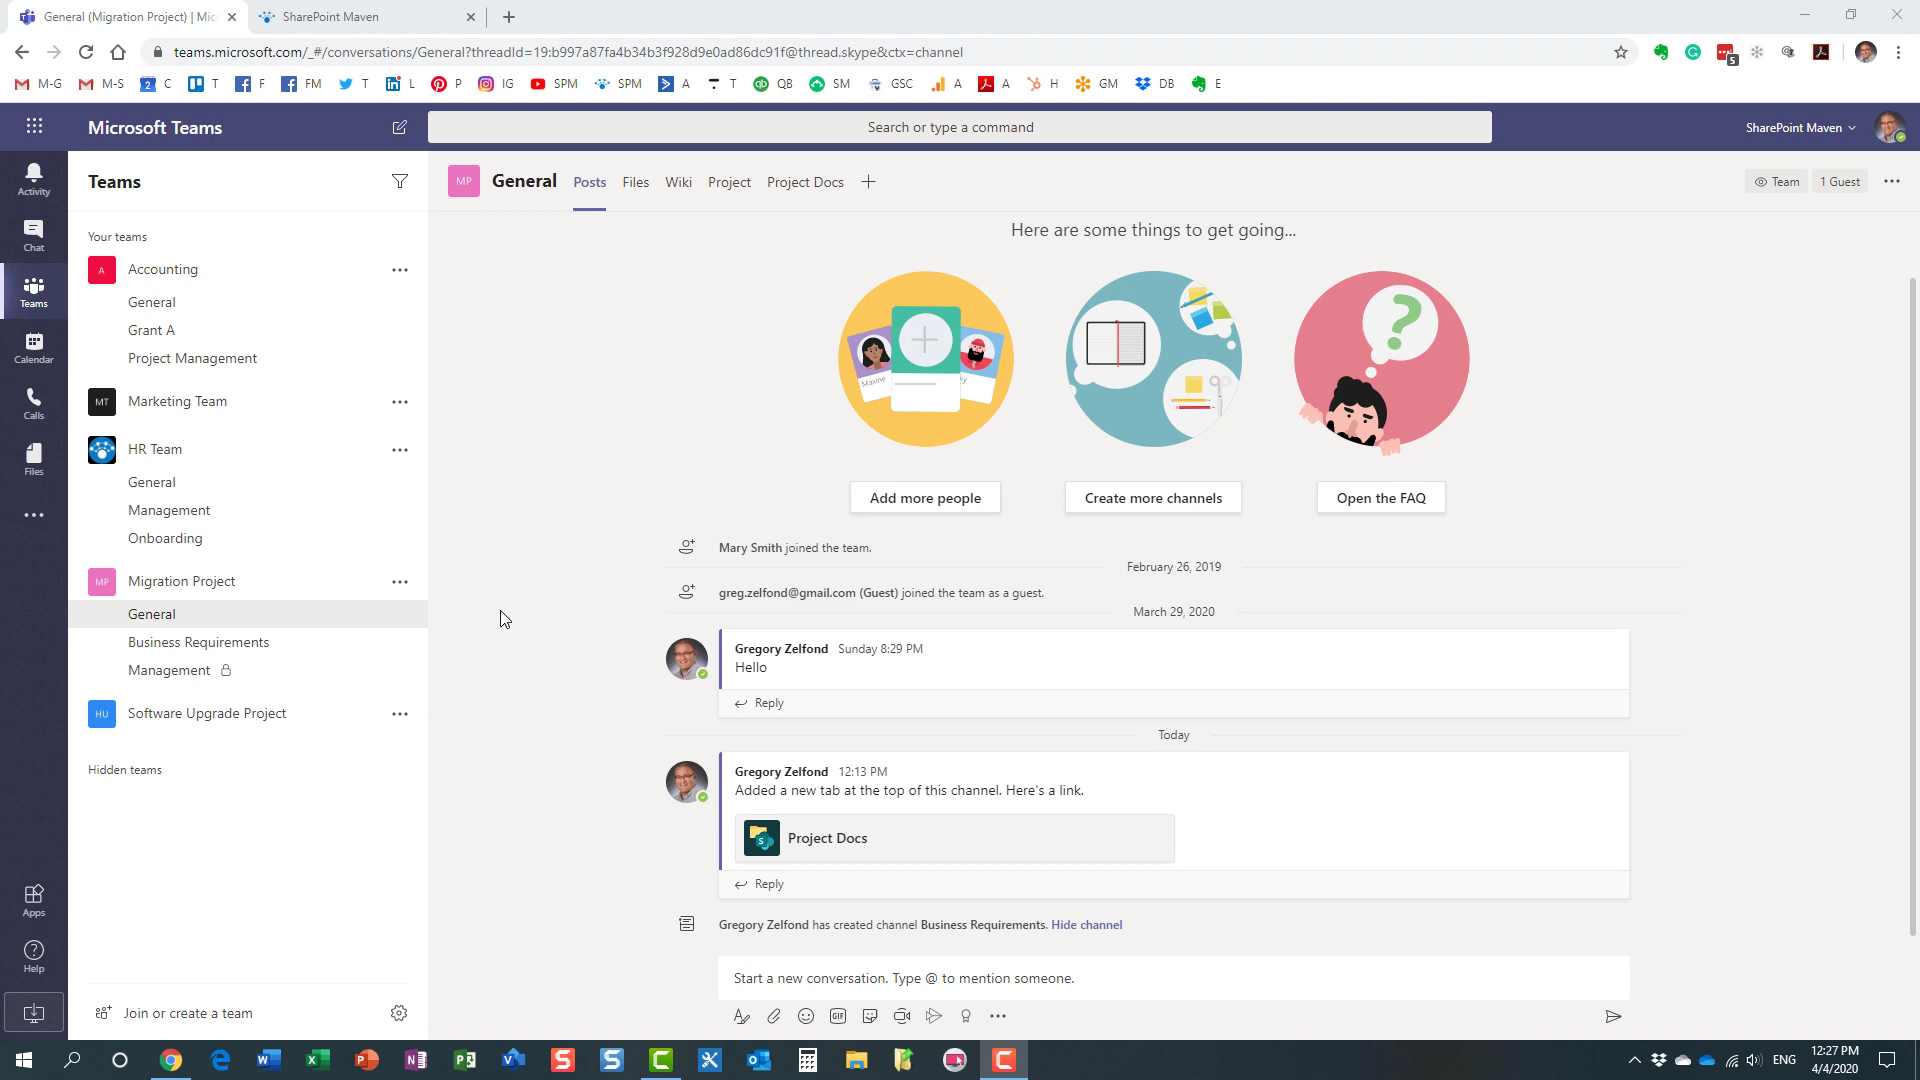 General (Migration Project) | Mic
SharePoint Maven
teams.microsoft.com/_#/conversations/General?threadId=19:b997a87fa4b34b3f928d9e0ad86dc91f@thread.skype&ctx=channel
5
M-G M-S 2 C T F FM T L P IG SPM SPM A T QB SM GSC A A H GM DB E
Microsoft Teams
Search or type a command
SharePoint Maven
Activity
Chat
Teams
Calendar
Calls
Files
Apps
Help
Teams
Your teams
A Accounting
General
Grant A
Project Management
MT Marketing Team
HR Team
General
Management
Onboarding
MP Migration Project
General
Business Requirements
Management
HU Software Upgrade Project
Hidden teams
Join or create a team
MP General Posts Files Wiki Project Project Docs
Team 1 Guest
Here are some things to get going...
Maxine
Add more people
Create more channels
Open the FAQ
Mary Smith joined the team.
February 26, 2019
greg.zelfond@gmail.com (Guest) joined the team as a guest.
March 29, 2020
Gregory Zelfond Sunday 8:29 PM
Hello
Reply
Today
Gregory Zelfond 12:13 PM
Added a new tab at the top of this channel. Here's a link.
Project Docs
Reply
Gregory Zelfond has created channel Business Requirements. Hide channel
Start a new conversation. Type @ to mention someone.
GIF
ENG
12:27 PM
4/4/2020